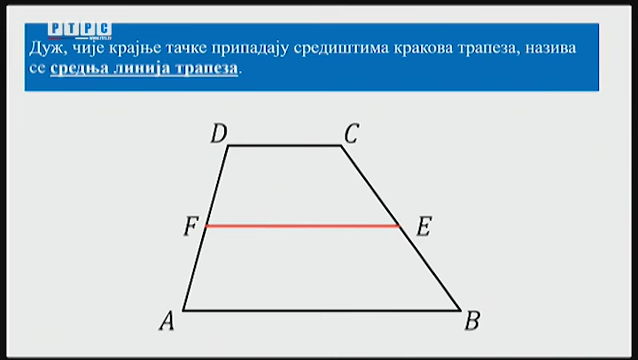 РТРС
Дуж, чије крајње тачке припадају средиштима кракова трапеза, назива
се средња линија трапеза.
D C
F E
A B